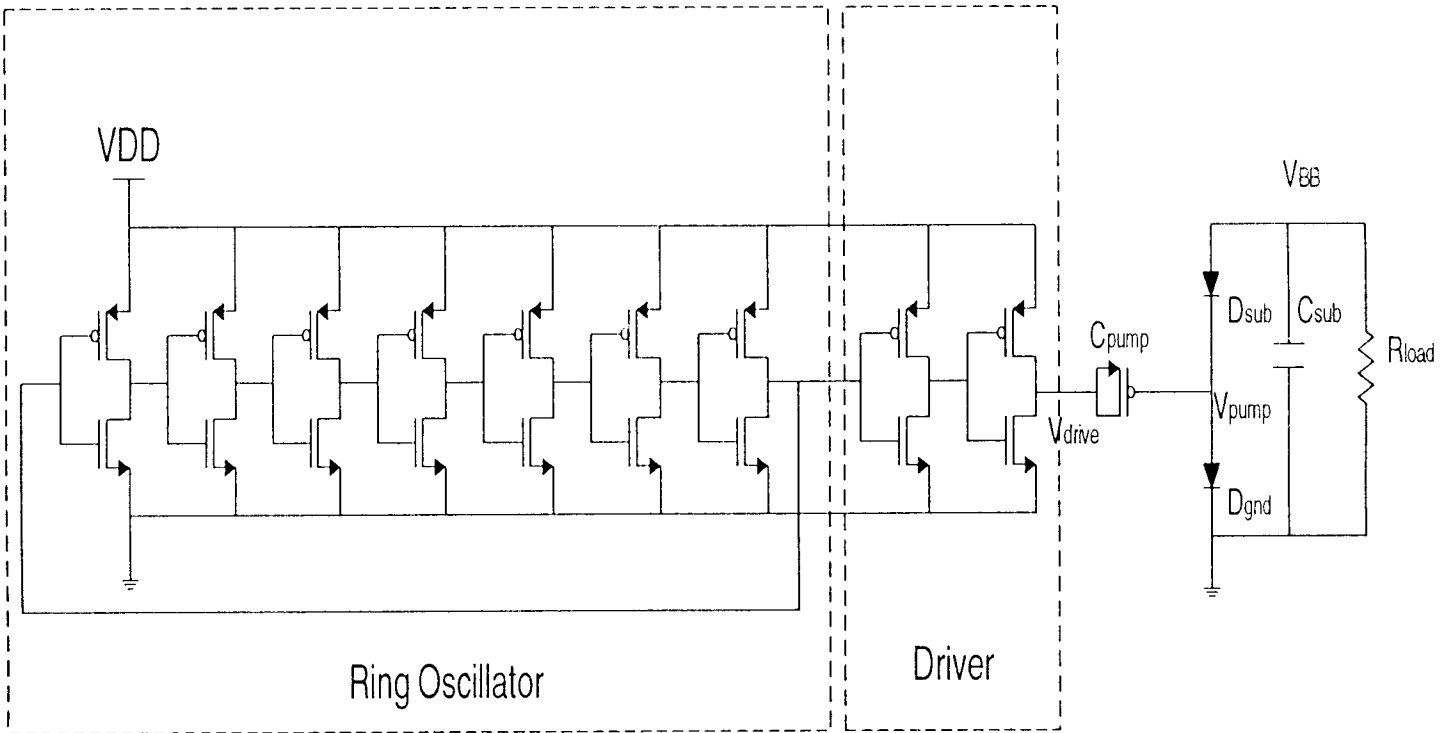 VDD
VBB
Dsub
Csub
Cpump
Rload
Vpump
Vdrive
Dgnd
Ring Oscillator
Driver